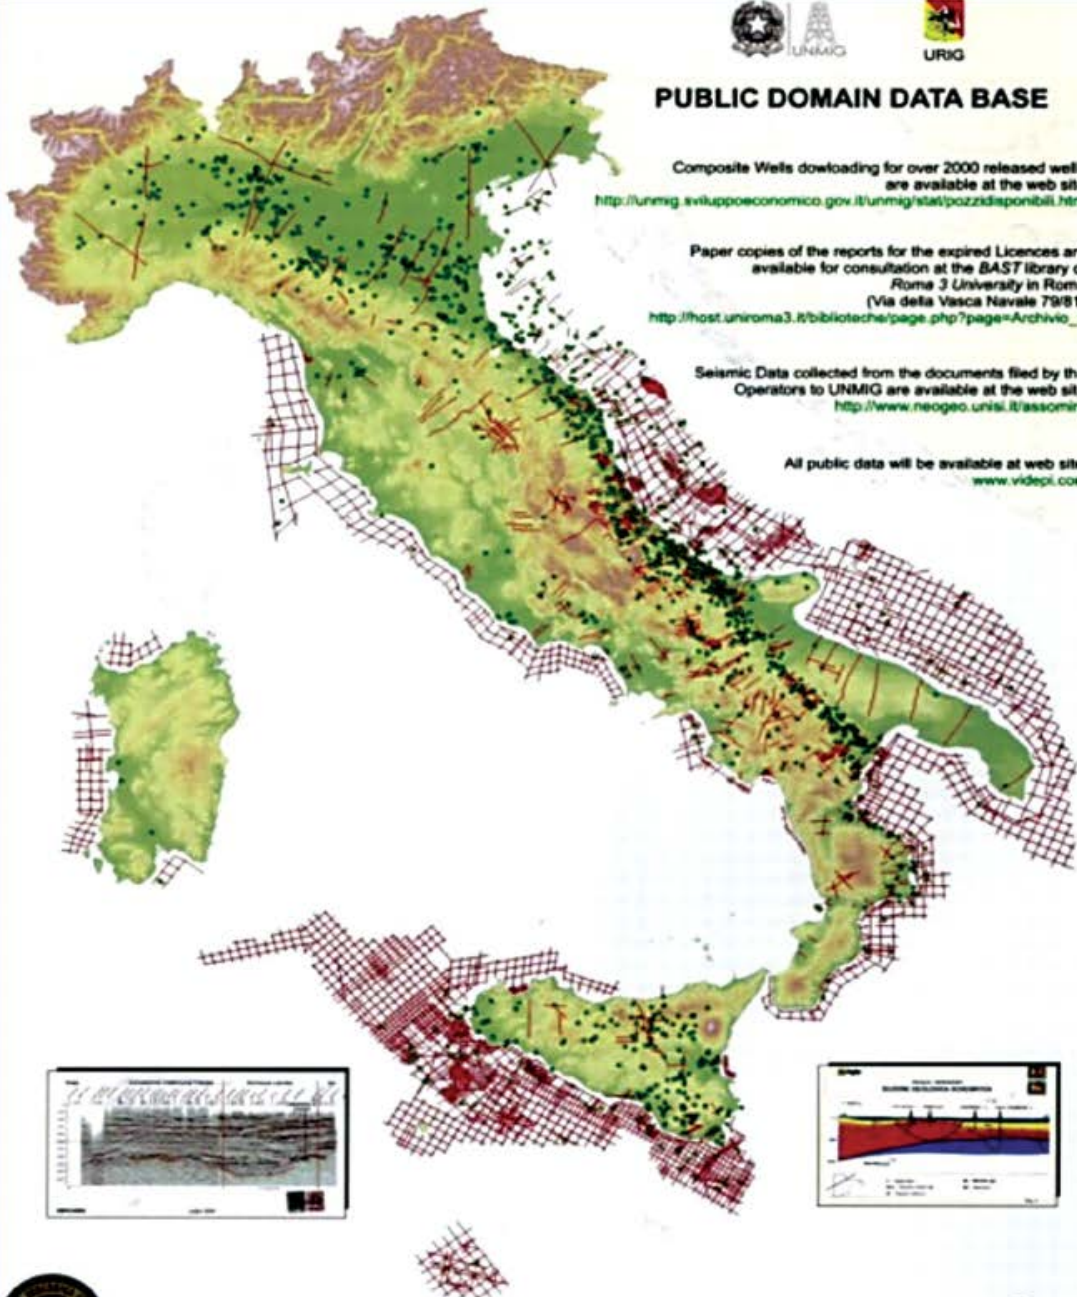 UNMIG
URIG
PUBLIC DOMAIN DATA BASE
Composite Wells dowloading for over 2000 released well
are available at the web sit
http://unmig.sviluppoeconomico.gov.it/unmig/stat/pozzidisponibili.htm
Paper copies of the reports for the expired Licences ar
available for consultation at the BAST library o
Roma 3 University in Rom
(Via della Vasca Navale 79/81
http://host.uniroma3.it/biblioteche/page.php?page=Archivio_
Seismic Data collected from the documents filed by th
Operators to UNMIG are available at the web sit
http://www.neogeo.unisi.it/assomin
All public data will be available at web site
www.videpi.co